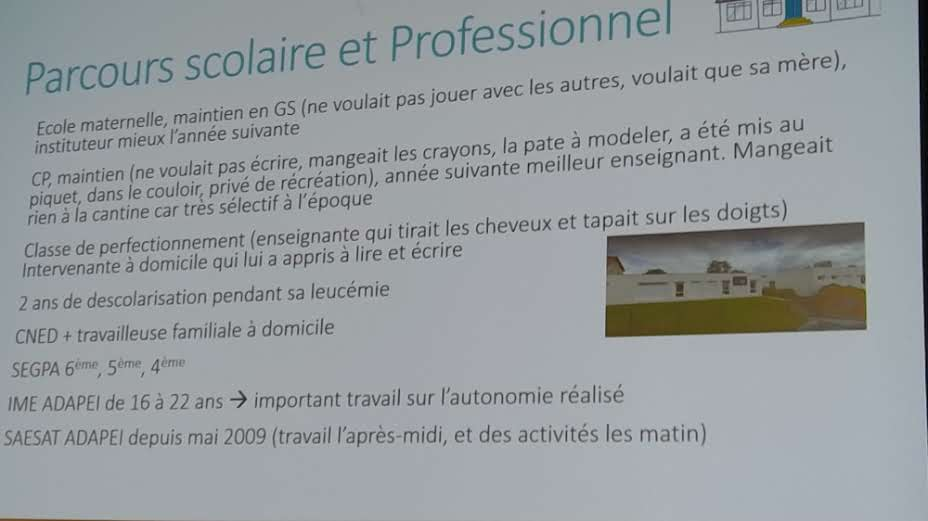 Parcours scolaire et Professionnel
Ecole maternelle, maintien en GS (ne voulait pas jouer avec les autres, voulait que sa mère),
instituteur mieux l'année suivante
CP, maintien (ne voulait pas écrire, mangeait les crayons, la pate à modeler, a été mis au
piquet, dans le couloir, privé de récréation), année suivante meilleur enseignant. Mangeait
rien à la cantine car très sélectif à l'époque
Classe de perfectionnement (enseignante qui tirait les cheveux et tapait sur les doigts)
Intervenante à domicile qui lui a appris à lire et écrire
2 ans de descolarisation pendant sa leucémie
CNED + travailleuse familiale à domicile
SEGPA 6ème, 5ème, 4ème
IME ADAPEI de 16 à 22 ans → important travail sur l'autonomie réalisé
SAESAT ADAPEI depuis mai 2009 (travail l'après-midi, et des activités les matin)